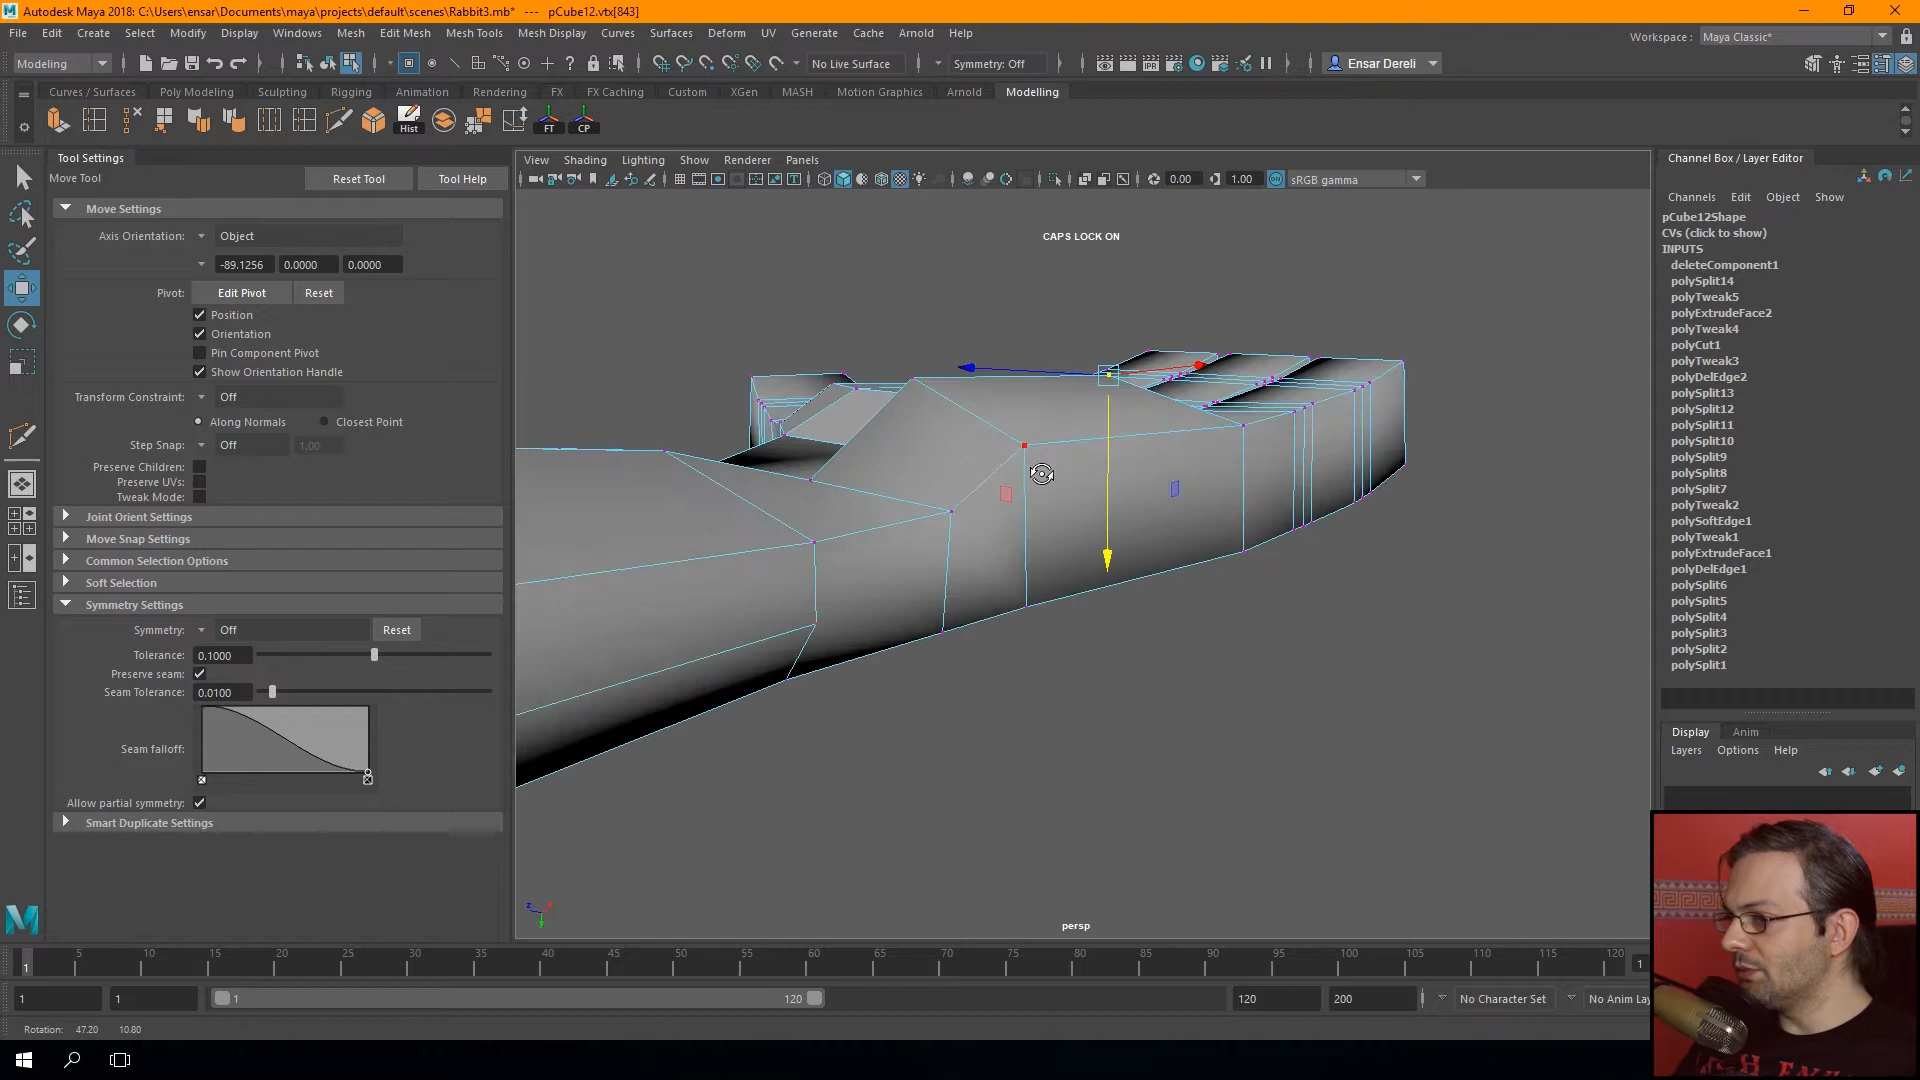 Autodesk Maya 2018: C:\Users\ensar\Documents\maya\projects\default\scenes\Rabbit3.mb* --- pCube12.vtx[843]
File Edit Create Select Modify Display Windows Mesh Edit Mesh Mesh Tools Mesh Display Curves Surfaces Deform UV Generate Cache Arnold Help
Workspace : Maya Classic*
Modeling No Live Surface Symmetry: Off Ensar Dereli
Curves / Surfaces Poly Modeling Sculpting Rigging Animation Rendering FX FX Caching Custom XGen MASH Motion Graphics Arnold Modelling
Hist FT CP
Tool Settings
Move Tool Reset Tool Tool Help
Move Settings
Axis Orientation: Object
-89.1256 0.0000 0.0000
Pivot: Edit Pivot Reset
Position
Orientation
Pin Component Pivot
Show Orientation Handle
Transform Constraint: Off
Along Normals Closest Point
Step Snap: Off 1.00
Preserve Children:
Preserve UVs:
Tweak Mode:
Joint Orient Settings
Move Snap Settings
Common Selection Options
Soft Selection
Symmetry Settings
Symmetry: Off Reset
Tolerance: 0.1000
Preserve seam:
Seam Tolerance: 0.0100
Seam falloff:
Allow partial symmetry:
Smart Duplicate Settings
View Shading Lighting Show Renderer Panels
0.00 1.00 ON sRGB gamma
CAPS LOCK ON
persp
Channel Box / Layer Editor
Channels Edit Object Show
pCube12Shape
CVs (click to show)
INPUTS
deleteComponent1
polySplit14
polyTweak5
polyExtrudeFace2
polyTweak4
polyCut1
polyTweak3
polyDelEdge2
polySplit13
polySplit12
polySplit11
polySplit10
polySplit9
polySplit8
polySplit7
polyTweak2
polySoftEdge1
polyTweak1
polyExtrudeFace1
polyDelEdge1
polySplit6
polySplit5
polySplit4
polySplit3
polySplit2
polySplit1
Display Anim
Layers Options Help
1 5 10 15 20 25 30 35 40 45 50 55 60 65 70 75 80 85 90 95 100 105 110 115 120 1
1 1 1 120 120 200 No Character Set No Anim Lay
Rotation: 47.20 10.80